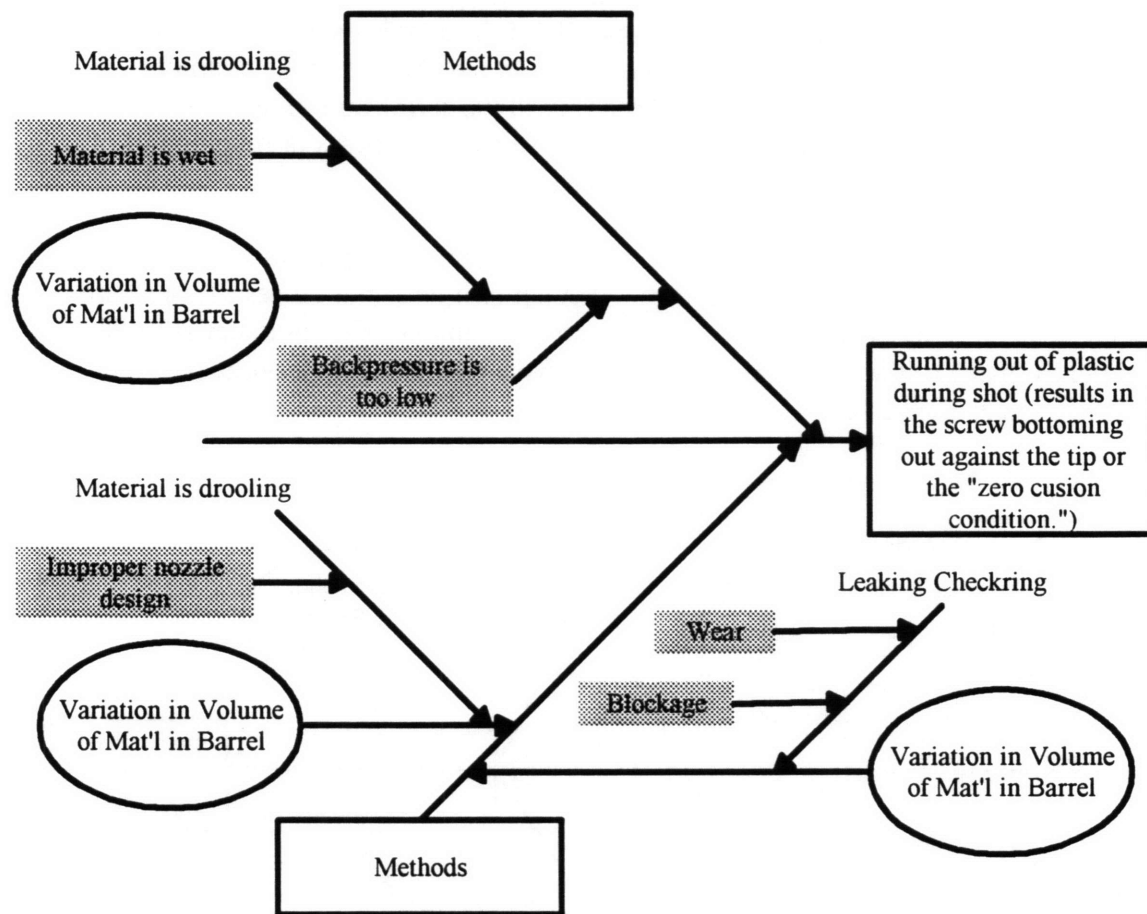 Material is drooling
Methods
Material is wet
Variation in Volume
of Mat'l in Barrel
Backpressure is
too low
Running out of plastic
during shot (results in
the screw bottoming
out against the tip or
the "zero cusion
condition.")
Material is drooling
Improper nozzle
design
Leaking Checkring
Wear
Blockage
Variation in Volume
of Mat'l in Barrel
Variation in Volume
of Mat'l in Barrel
Methods